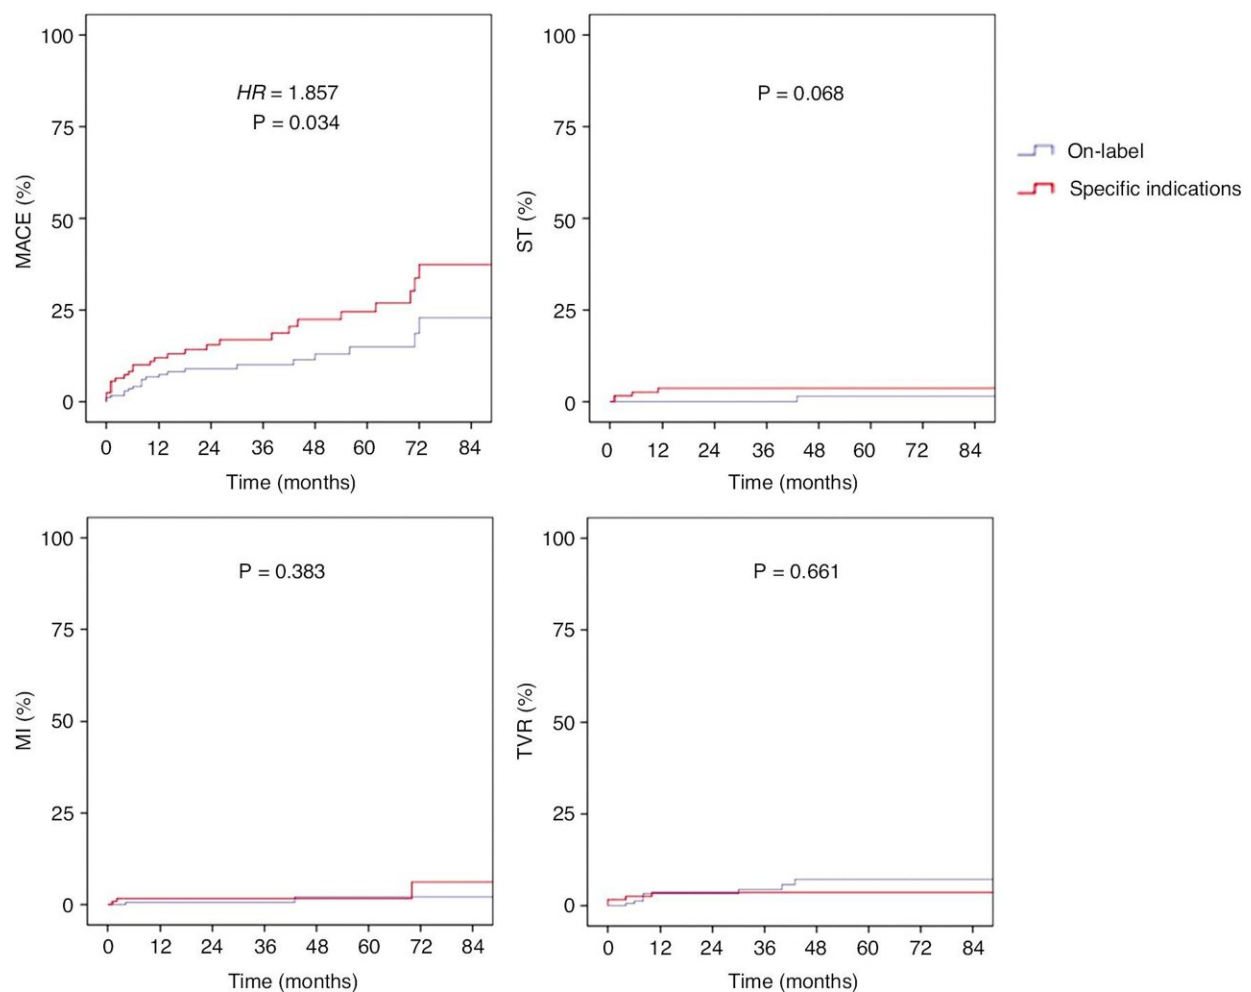 100
75
50
25
0
MACE (%)
HR = 1.857
P = 0.034
0 12 24 36 48 60 72 84
Time (months)
100
75
50
25
0
ST (%)
P = 0.068
0 12 24 36 48 60 72 84
Time (months)
On-label
Specific indications
100
75
50
25
0
MI (%)
P = 0.383
0 12 24 36 48 60 72 84
Time (months)
100
75
50
25
0
TVR (%)
P = 0.661
0 12 24 36 48 60 72 84
Time (months)